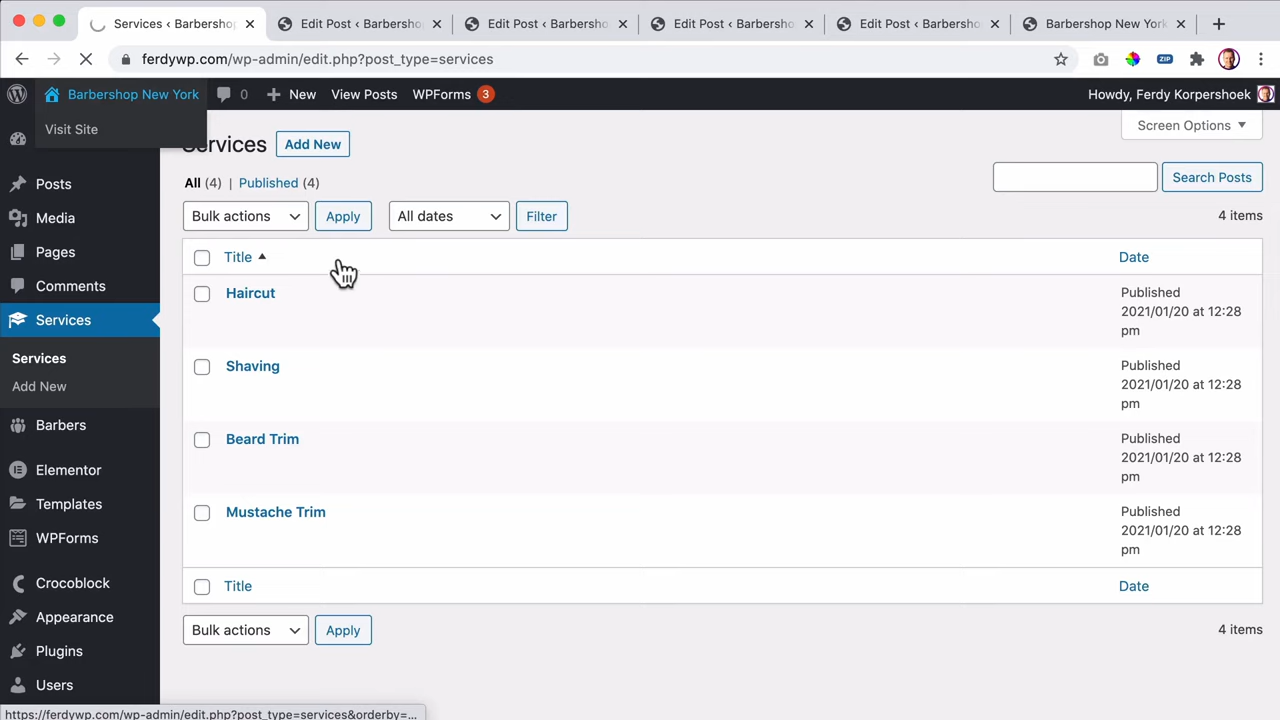 Services ‹ Barbershop
Edit Post ‹ Barbersho
Edit Post ‹ Barbersho
Edit Post ‹ Barbersho
Edit Post ‹ Barbersho
Barbershop New York
ferdywp.com/wp-admin/edit.php?post_type=services
ZIP
Barbershop New York
0
New
View Posts
WPForms 3
Howdy, Ferdy Korpershoek
Visit Site
Services
Add New
Screen Options
All (4) | Published (4)
Search Posts
Bulk actions
Apply
All dates
Filter
4 items
Title
Date
Haircut
Published
2021/01/20 at 12:28
pm
Shaving
Published
2021/01/20 at 12:28
pm
Beard Trim
Published
2021/01/20 at 12:28
pm
Mustache Trim
Published
2021/01/20 at 12:28
pm
Title
Date
Bulk actions
Apply
4 items
Posts
Media
Pages
Comments
Services
Services
Add New
Barbers
Elementor
Templates
WPForms
Crocoblock
Appearance
Plugins
Users
https://ferdywp.com/wp-admin/edit.php?post_type=services&orderby=...